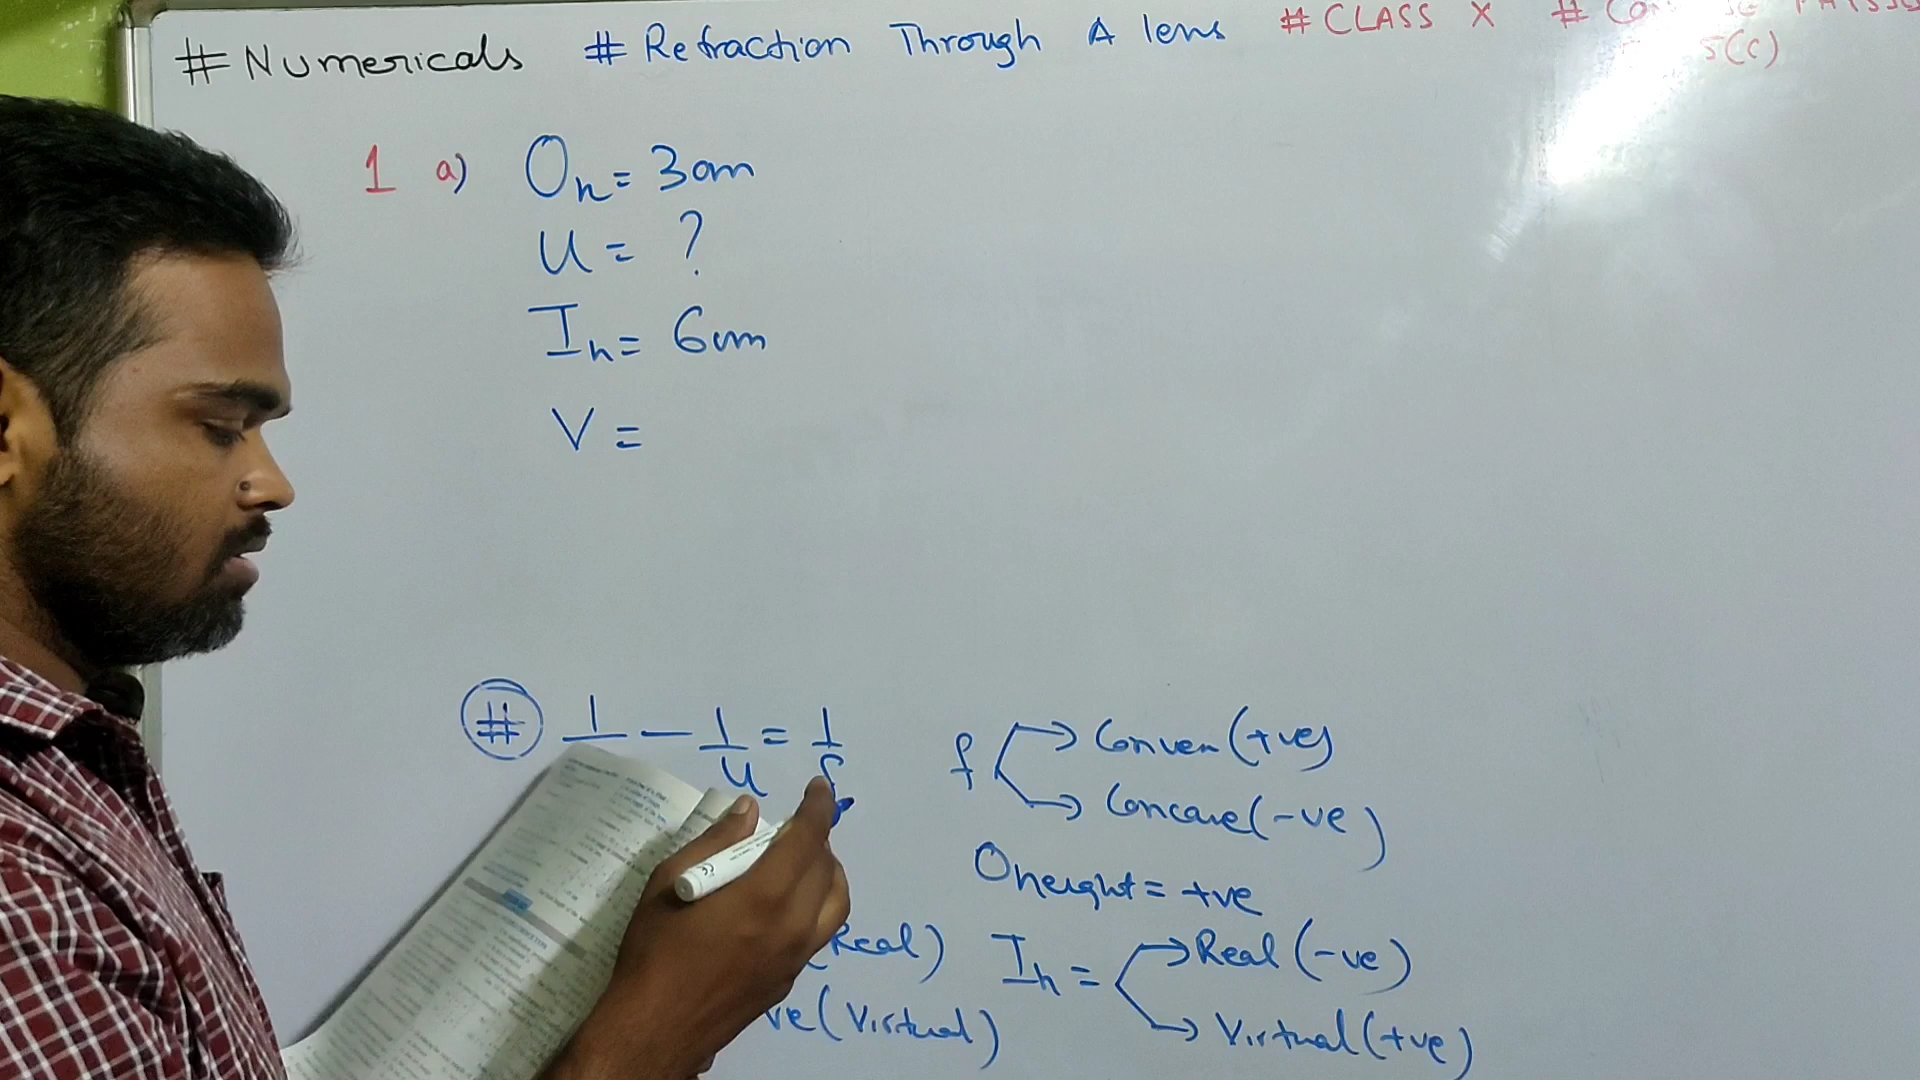 # Numericals # Refraction Through A lens # CLASS X #
5(c)
1 a) Oh = 3cm
U = ?
Ih = 6cm
V =
# 1 - 1/u = 1/f
f → Convex (+ve)
→ Concave (-ve)
Oheight = +ve
(Real) Ih = → Real (-ve)
ve (Virtual) → Virtual (+ve)